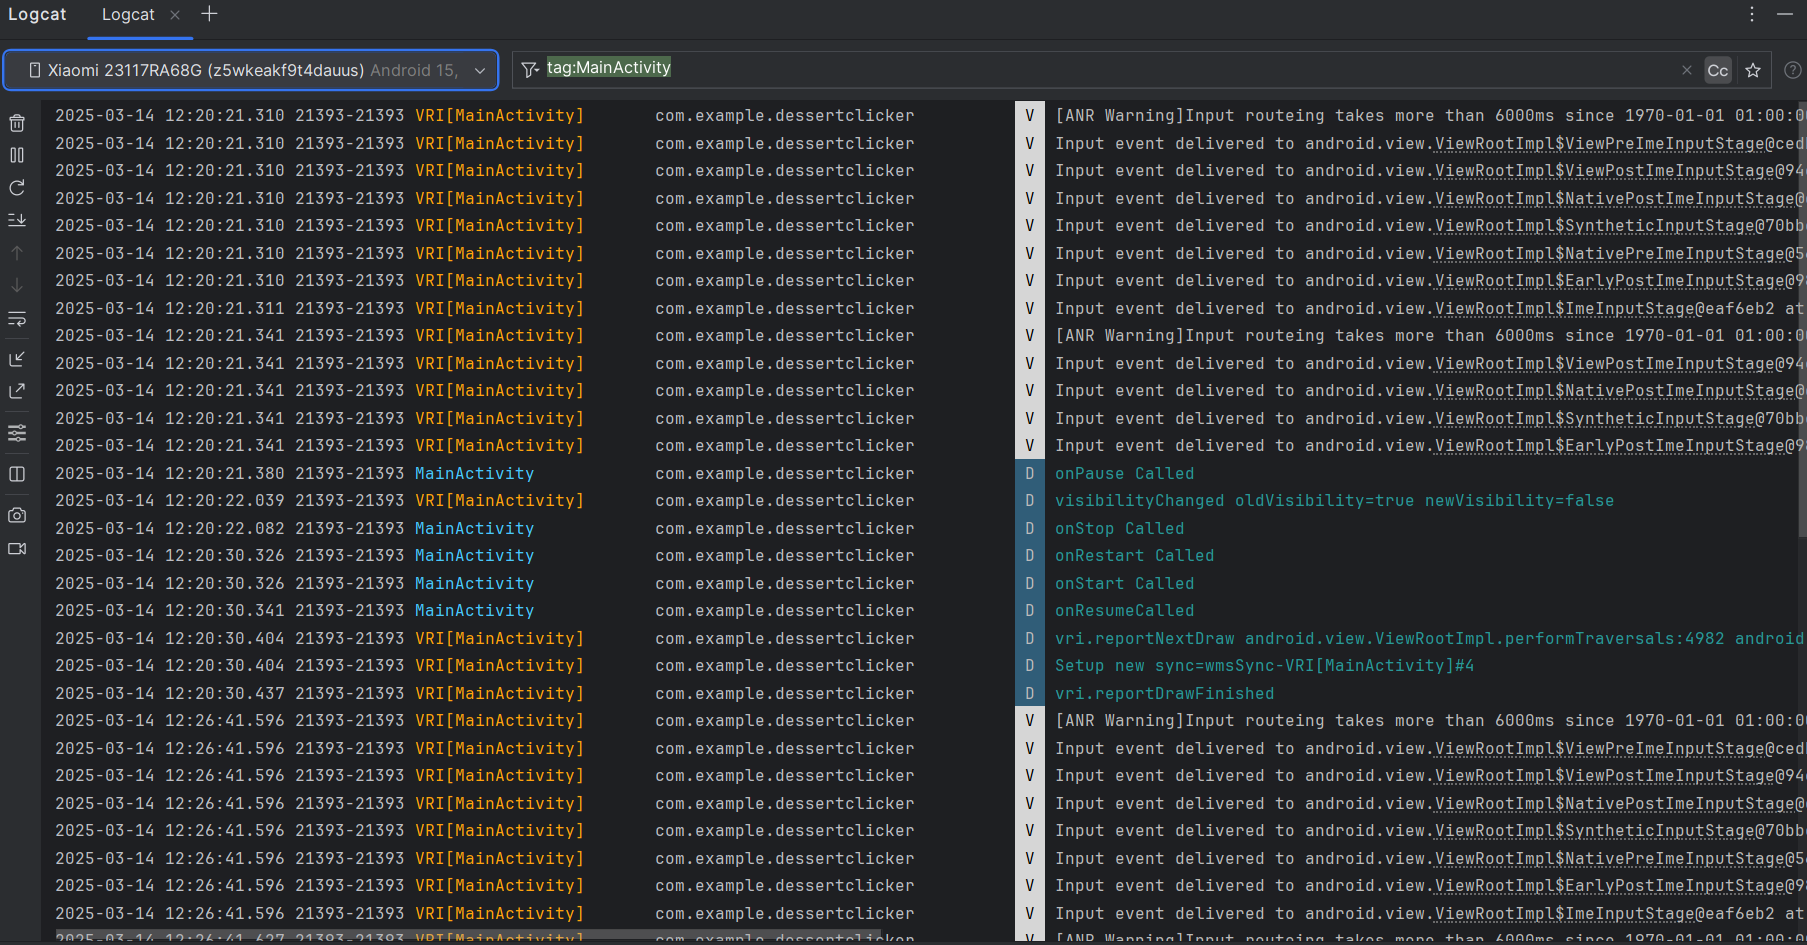 Logcat Logcat
Xiaomi 23117RA68G (z5wkeakf9t4dauus) Android 15, tag:MainActivity Cc
2025-03-14 12:20:21.310 21393-21393 VRI[MainActivity] com.example.dessertclicker V [ANR Warning]Input routeing takes more than 6000ms since 1970-01-01 01:00:0
2025-03-14 12:20:21.310 21393-21393 VRI[MainActivity] com.example.dessertclicker V Input event delivered to android.view.ViewRootImpl$ViewPreImeInputStage@ced
2025-03-14 12:20:21.310 21393-21393 VRI[MainActivity] com.example.dessertclicker V Input event delivered to android.view.ViewRootImpl$ViewPostImeInputStage@94
2025-03-14 12:20:21.310 21393-21393 VRI[MainActivity] com.example.dessertclicker V Input event delivered to android.view.ViewRootImpl$NativePostImeInputStage@
2025-03-14 12:20:21.310 21393-21393 VRI[MainActivity] com.example.dessertclicker V Input event delivered to android.view.ViewRootImpl$SyntheticInputStage@70bb
2025-03-14 12:20:21.310 21393-21393 VRI[MainActivity] com.example.dessertclicker V Input event delivered to android.view.ViewRootImpl$NativePreImeInputStage@5
2025-03-14 12:20:21.310 21393-21393 VRI[MainActivity] com.example.dessertclicker V Input event delivered to android.view.ViewRootImpl$EarlyPostImeInputStage@9
2025-03-14 12:20:21.311 21393-21393 VRI[MainActivity] com.example.dessertclicker V Input event delivered to android.view.ViewRootImpl$ImeInputStage@eaf6eb2 at
2025-03-14 12:20:21.341 21393-21393 VRI[MainActivity] com.example.dessertclicker V [ANR Warning]Input routeing takes more than 6000ms since 1970-01-01 01:00:0
2025-03-14 12:20:21.341 21393-21393 VRI[MainActivity] com.example.dessertclicker V Input event delivered to android.view.ViewRootImpl$ViewPostImeInputStage@94
2025-03-14 12:20:21.341 21393-21393 VRI[MainActivity] com.example.dessertclicker V Input event delivered to android.view.ViewRootImpl$NativePostImeInputStage@
2025-03-14 12:20:21.341 21393-21393 VRI[MainActivity] com.example.dessertclicker V Input event delivered to android.view.ViewRootImpl$SyntheticInputStage@70bb
2025-03-14 12:20:21.341 21393-21393 VRI[MainActivity] com.example.dessertclicker V Input event delivered to android.view.ViewRootImpl$EarlyPostImeInputStage@9
2025-03-14 12:20:21.380 21393-21393 MainActivity com.example.dessertclicker D onPause Called
2025-03-14 12:20:22.039 21393-21393 VRI[MainActivity] com.example.dessertclicker D visibilityChanged oldVisibility=true newVisibility=false
2025-03-14 12:20:22.082 21393-21393 MainActivity com.example.dessertclicker D onStop Called
2025-03-14 12:20:30.326 21393-21393 MainActivity com.example.dessertclicker D onRestart Called
2025-03-14 12:20:30.326 21393-21393 MainActivity com.example.dessertclicker D onStart Called
2025-03-14 12:20:30.341 21393-21393 MainActivity com.example.dessertclicker D onResumeCalled
2025-03-14 12:20:30.404 21393-21393 VRI[MainActivity] com.example.dessertclicker D vri.reportNextDraw android.view.ViewRootImpl.performTraversals:4982 android
2025-03-14 12:20:30.404 21393-21393 VRI[MainActivity] com.example.dessertclicker D Setup new sync=wmsSync-VRI[MainActivity]#4
2025-03-14 12:20:30.437 21393-21393 VRI[MainActivity] com.example.dessertclicker D vri.reportDrawFinished
2025-03-14 12:26:41.596 21393-21393 VRI[MainActivity] com.example.dessertclicker V [ANR Warning]Input routeing takes more than 6000ms since 1970-01-01 01:00:0
2025-03-14 12:26:41.596 21393-21393 VRI[MainActivity] com.example.dessertclicker V Input event delivered to android.view.ViewRootImpl$ViewPreImeInputStage@ced
2025-03-14 12:26:41.596 21393-21393 VRI[MainActivity] com.example.dessertclicker V Input event delivered to android.view.ViewRootImpl$ViewPostImeInputStage@94
2025-03-14 12:26:41.596 21393-21393 VRI[MainActivity] com.example.dessertclicker V Input event delivered to android.view.ViewRootImpl$NativePostImeInputStage@
2025-03-14 12:26:41.596 21393-21393 VRI[MainActivity] com.example.dessertclicker V Input event delivered to android.view.ViewRootImpl$SyntheticInputStage@70bb
2025-03-14 12:26:41.596 21393-21393 VRI[MainActivity] com.example.dessertclicker V Input event delivered to android.view.ViewRootImpl$NativePreImeInputStage@5
2025-03-14 12:26:41.596 21393-21393 VRI[MainActivity] com.example.dessertclicker V Input event delivered to android.view.ViewRootImpl$EarlyPostImeInputStage@9
2025-03-14 12:26:41.596 21393-21393 VRI[MainActivity] com.example.dessertclicker V Input event delivered to android.view.ViewRootImpl$ImeInputStage@eaf6eb2 at
2025-03-14 12:26:41.627 21393-21393 VRI[MainActivity] com.example.dessertclicker V [ANR Warning]Input routeing takes more than 6000ms since 1970-01-01 01:00:0